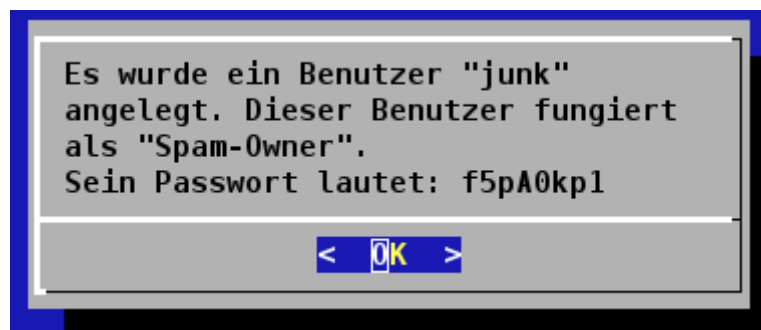 Es wurde ein Benutzer "junk"
angelegt. Dieser Benutzer fungiert
als "Spam-Owner".
Sein Passwort lautet: f5pA0kp1
<  OK  >